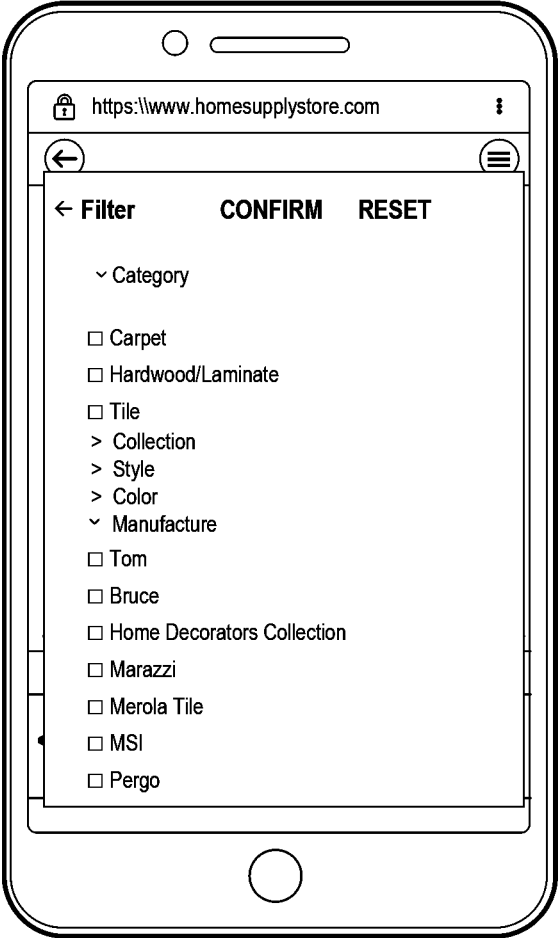 https:\\www.homesupplystore.com
Filter CONFIRM RESET
Category
Carpet
Hardwood/Laminate
Tile
> Collection
> Style
> Color
Manufacture
Tom
Bruce
Home Decorators Collection
Marazzi
Merola Tile
MSI
Pergo